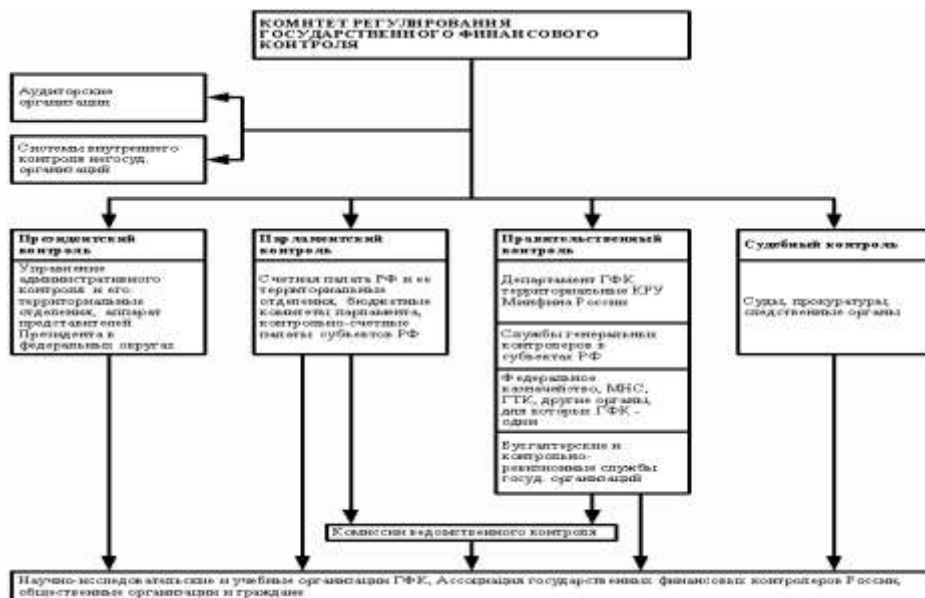 КОМИТЕТ РЕГУЛИРОВАНИЯ
ГОСУДАРСТВЕННОГО ФИНАНСОВОГО
КОНТРОЛЯ
Аудиторские
организации
Системы внутреннего
контроля негосуд.
организаций
Президентский
контроль
Управление
административного
контроля и его
территориальные
отделения, аппарат
представителей
Президента в
федеральных округах
Парламентский
контроль
Счетная палата РФ и ее
территориальные
отделения, бюджетные
комитеты парламента,
контрольно-счетные
палаты субъектов РФ
Правительственный
контроль
Департамент ГФК,
территориальные КРУ
Минфина России
Службы генеральных
контролеров в
субъектах РФ
Федеральное
казначейство, МНС,
ГТК, другие органы,
для которых ГФК -
один
Бухгалтерские и
контрольно-
ревизионные службы
госуд. организаций
Судебный контроль
Суды, прокуратуры,
следственные органы
Комиссии ведомственного контроля
Научно-исследовательские и учебные организации ГФК, Ассоциация государственных финансовых контролеров России,
общественные организации и граждане